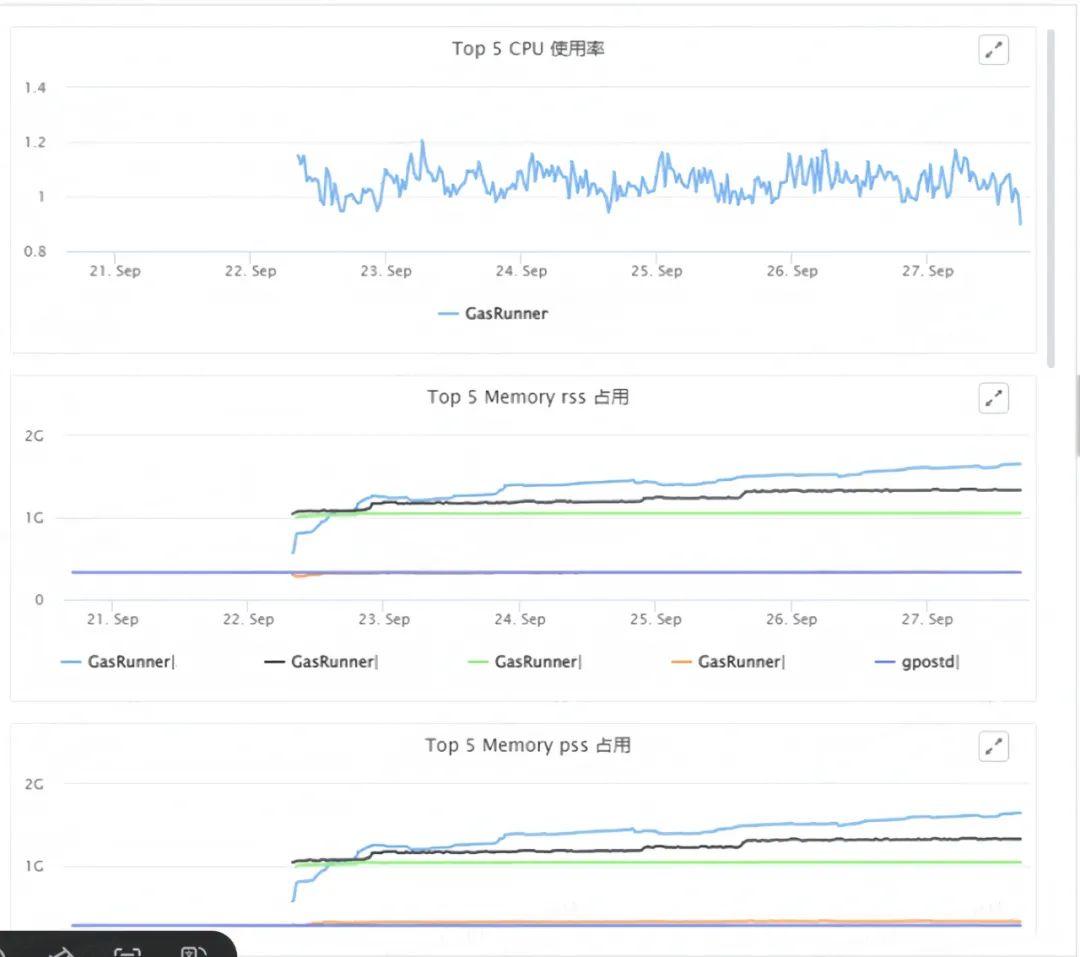 Top 5 CPU 使用率
1.4
1.2
1
0.8
21. Sep 22. Sep 23. Sep 24. Sep 25. Sep 26. Sep 27. Sep
GasRunner
Top 5 Memory rss 占用
2G
1G
0
21. Sep 22. Sep 23. Sep 24. Sep 25. Sep 26. Sep 27. Sep
GasRunner| GasRunner| GasRunner| GasRunner| gpostd|
Top 5 Memory pss 占用
2G
1G